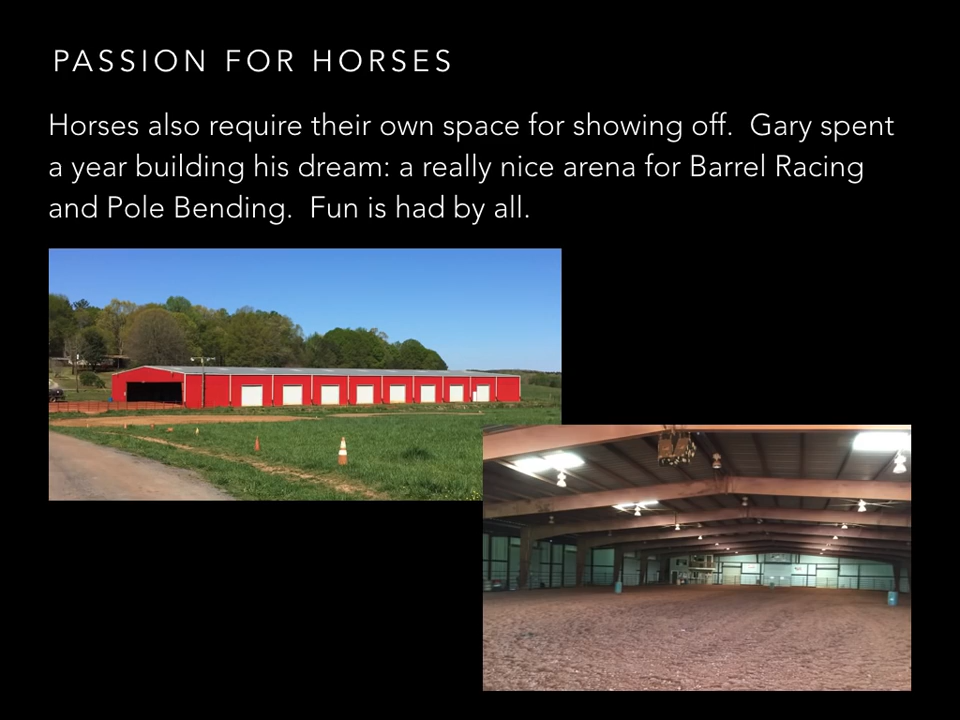 PASSION FOR HORSES
Horses also require their own space for showing off.  Gary spent
a year building his dream: a really nice arena for Barrel Racing
and Pole Bending.  Fun is had by all.